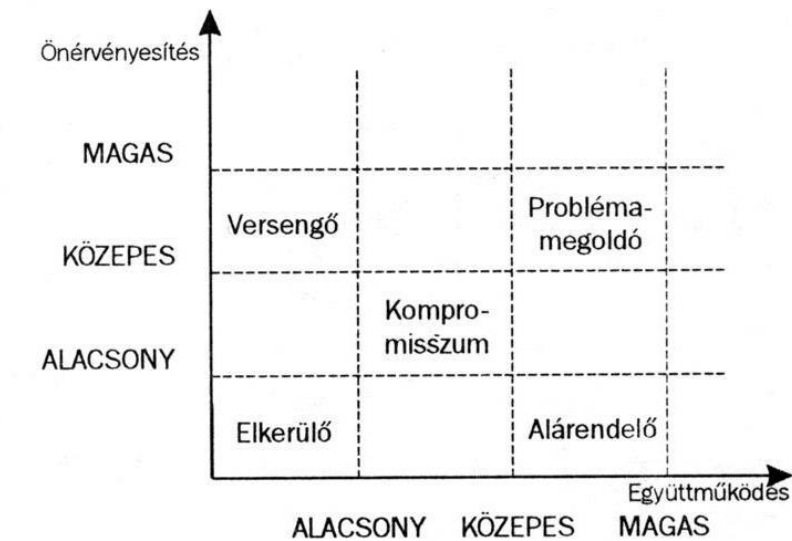 Önérvényesítés
MAGAS
Versengő
Probléma-
megoldó
KÖZEPES
Kompro-
misszum
ALACSONY
Elkerülő
Alárendelő
Együttműködés
ALACSONY KÖZEPES MAGAS